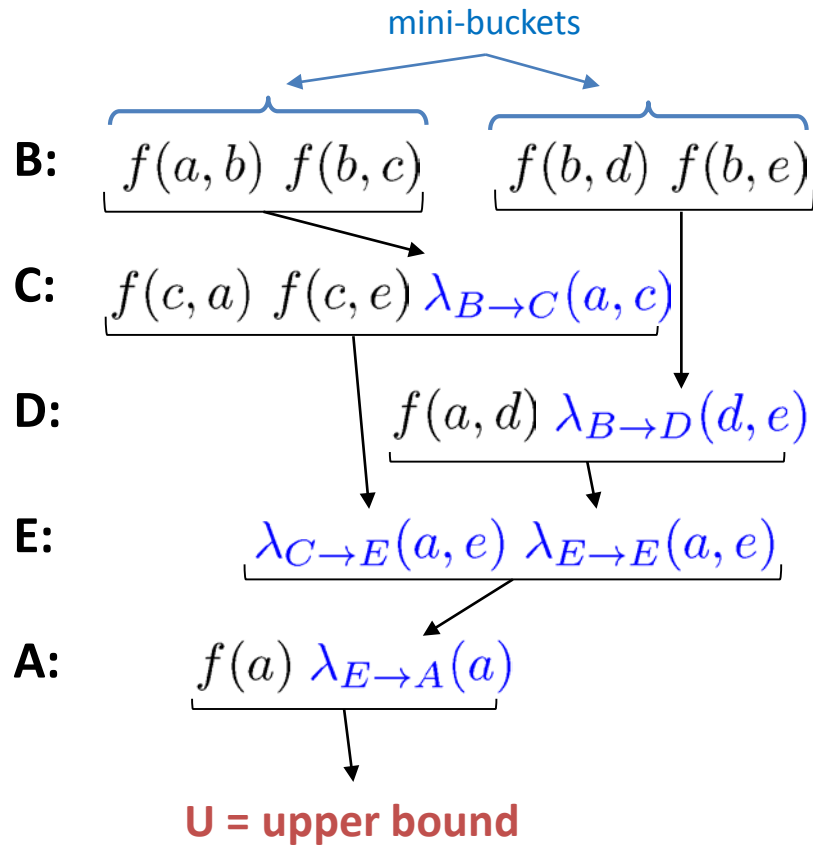 mini-buckets
B: f(a, b) f(b, c) f(b, d) f(b, e)
C: f(c, a) f(c, e) λ_{B→C}(a, c)
D: f(a, d) λ_{B→D}(d, e)
E: λ_{C→E}(a, e) λ_{E→E}(a, e)
A: f(a) λ_{E→A}(a)
U = upper bound